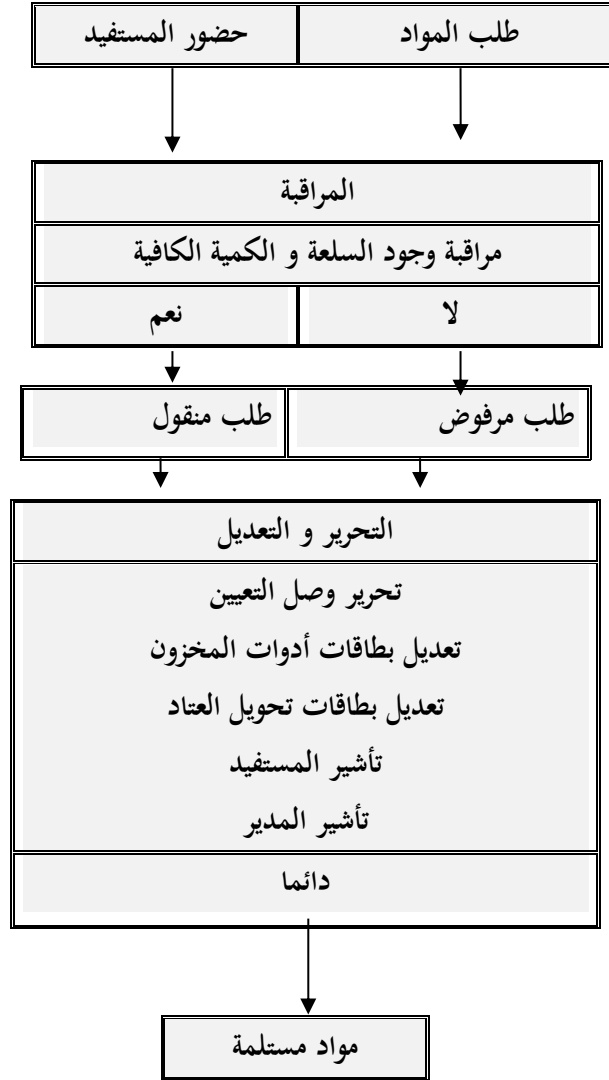 طلب المواد
حضور المستفيد
المراقبة
مراقبة وجود السلعة و الكمية الكافية
لا
نعم
طلب مرفوض
طلب منقول
التحرير و التعديل
تحرير وصل التعيين
تعديل بطاقات أدوات المخزون
تعديل بطاقات تحويل العتاد
تأشير المستفيد
تأشير المدير
دائما
مواد مستلمة